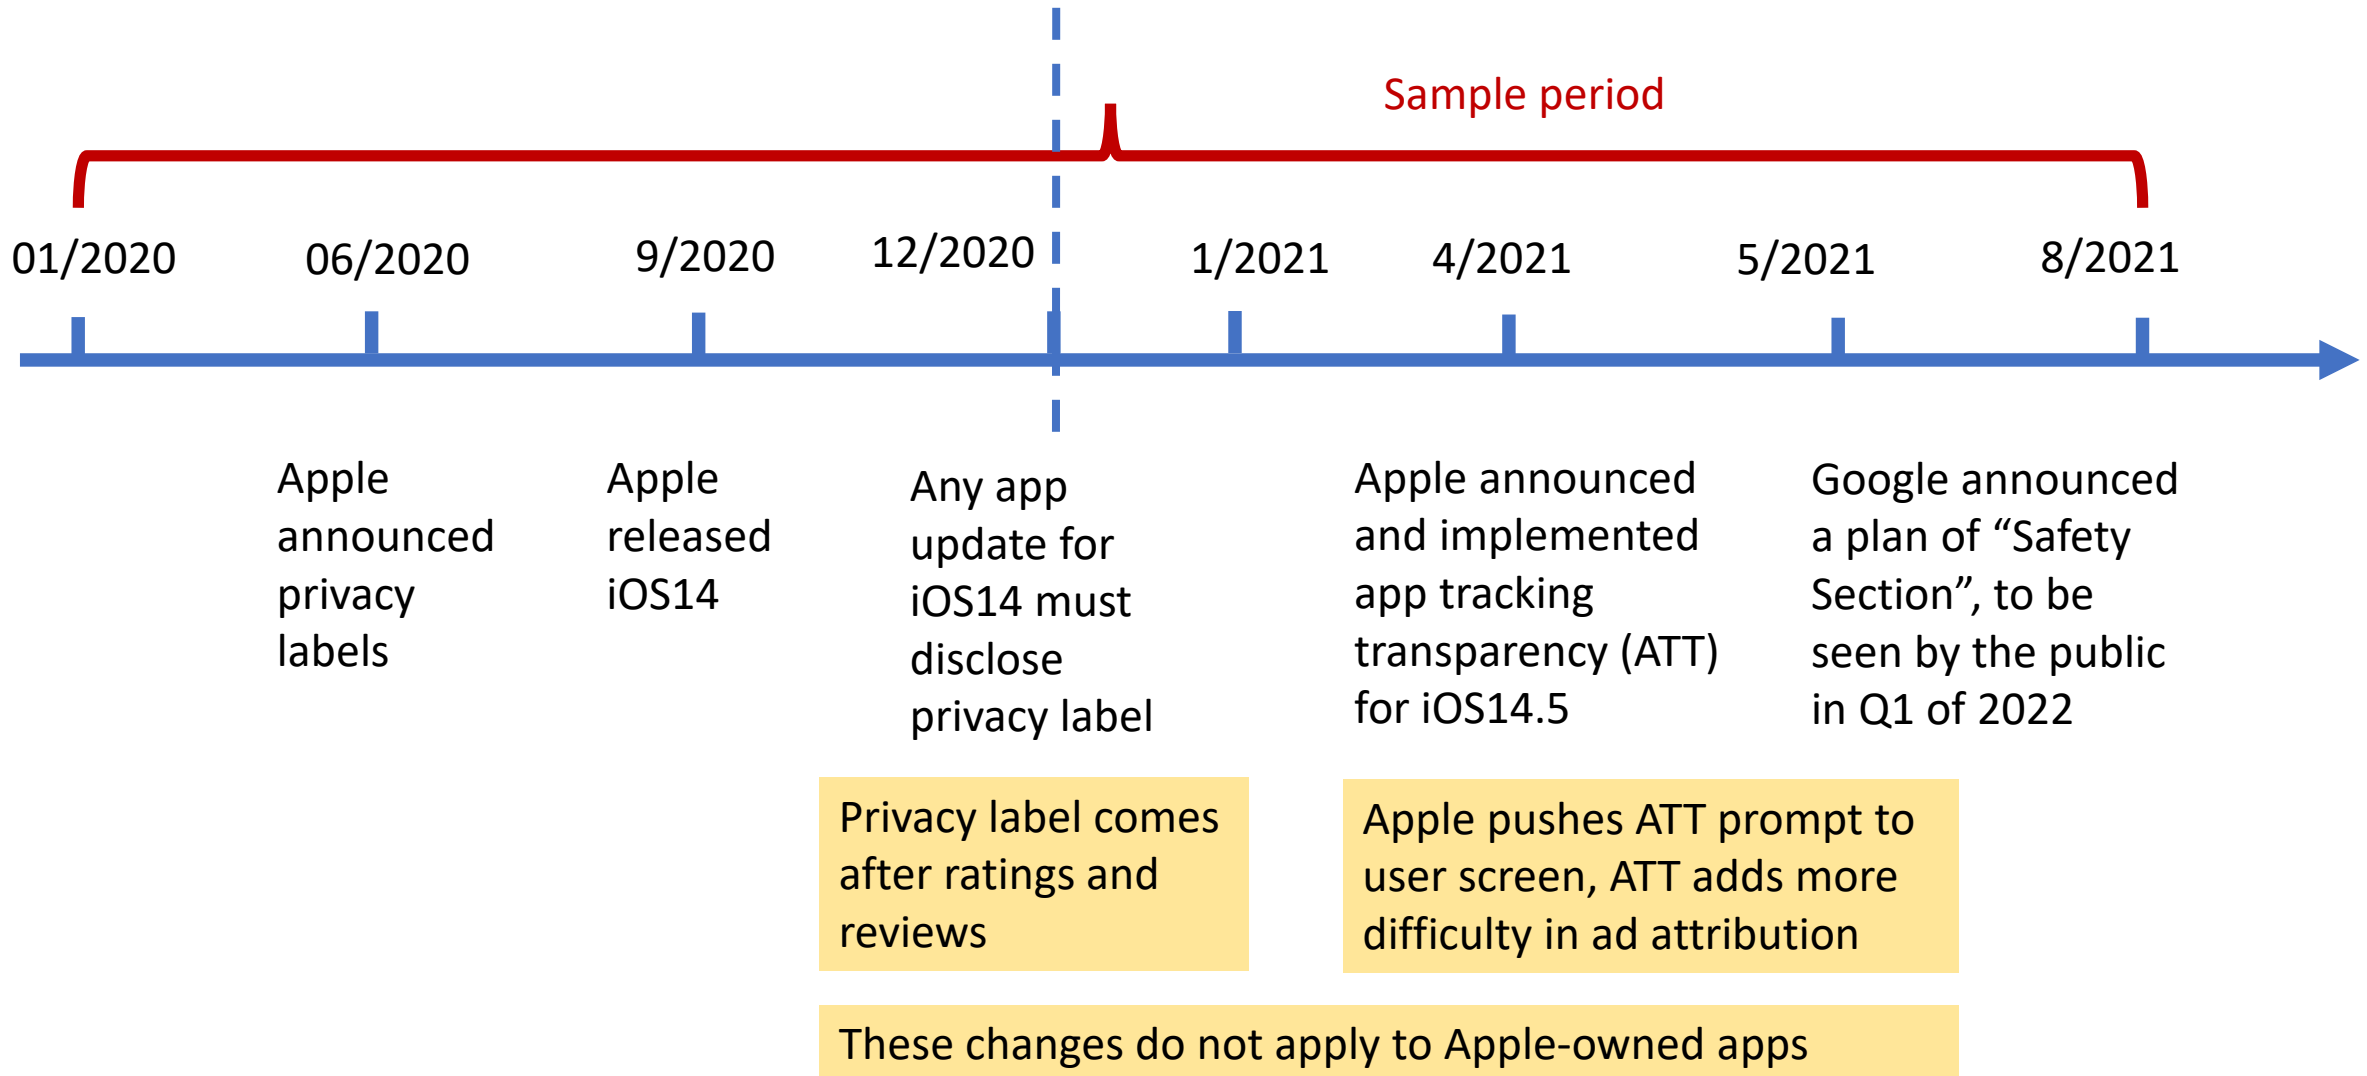 Sample period
01/2020
06/2020
9/2020
12/2020
1/2021
4/2021
5/2021
8/2021
Apple
announced
privacy
labels
Apple
released
iOS14
Any app
update for
iOS14 must
disclose
privacy label
Apple announced
and implemented
app tracking
transparency (ATT)
for iOS14.5
Google announced
a plan of “Safety
Section”, to be
seen by the public
in Q1 of 2022
Privacy label comes
after ratings and
reviews
Apple pushes ATT prompt to
user screen, ATT adds more
difficulty in ad attribution
These changes do not apply to Apple-owned apps